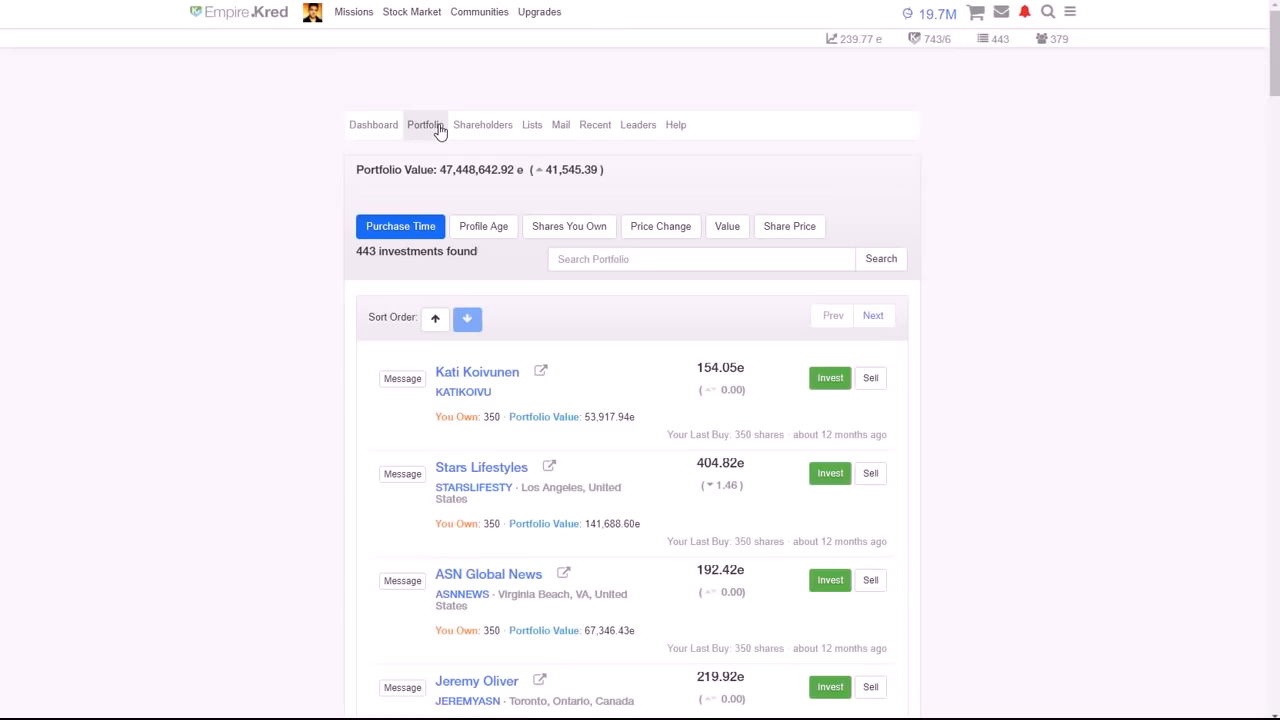 Empire.Kred Missions Stock Market Communities Upgrades 19.7M
239.77 e 743/6 443 379
Dashboard Portfolio Shareholders Lists Mail Recent Leaders Help
Portfolio Value: 47,448,642.92 e ( 41,545.39 )
Purchase Time Profile Age Shares You Own Price Change Value Share Price
443 investments found
Search Portfolio Search
Sort Order: Prev Next
Message Kati Koivunen 154.05e Invest Sell
KATIKOIVU ( 0.00)
You Own: 350 · Portfolio Value: 53,917.94e
Your Last Buy: 350 shares · about 12 months ago
Message Stars Lifestyles 404.82e Invest Sell
STARSLIFESTY · Los Angeles, United ( 1.46 )
States
You Own: 350 · Portfolio Value: 141,688.60e
Your Last Buy: 350 shares · about 12 months ago
Message ASN Global News 192.42e Invest Sell
ASNNEWS · Virginia Beach, VA, United ( 0.00)
States
You Own: 350 · Portfolio Value: 67,346.43e
Your Last Buy: 350 shares · about 12 months ago
Message Jeremy Oliver 219.92e Invest Sell
JEREMYASN · Toronto, Ontario, Canada ( 0.00)